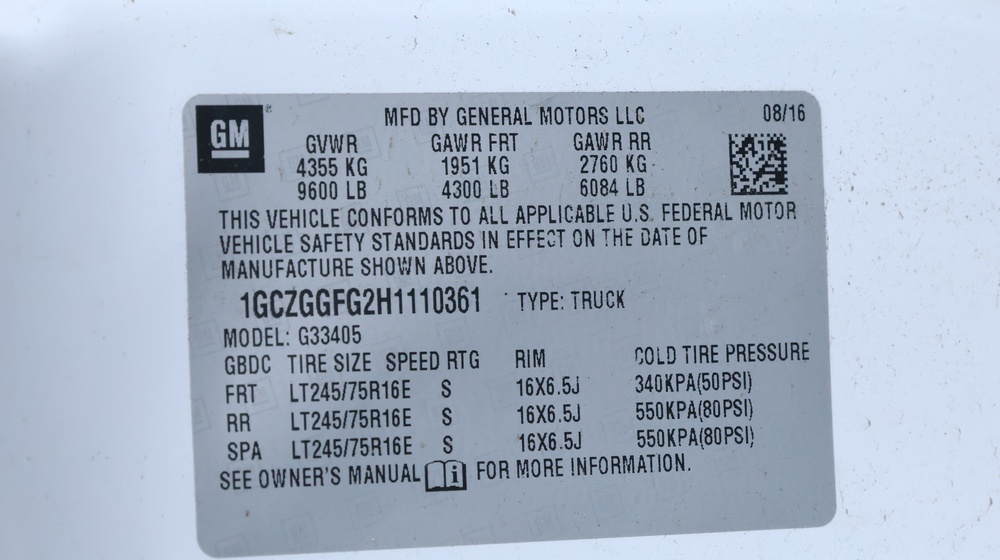 GM
MFD BY GENERAL MOTORS LLC 08/16
GVWR GAWR FRT GAWR RR
4355 KG 1951 KG 2760 KG
9600 LB 4300 LB 6084 LB
THIS VEHICLE CONFORMS TO ALL APPLICABLE U.S. FEDERAL MOTOR
VEHICLE SAFETY STANDARDS IN EFFECT ON THE DATE OF
MANUFACTURE SHOWN ABOVE.
1GCZGGFG2H1110361 TYPE: TRUCK
MODEL: G33405
GBDC TIRE SIZE SPEED RTG RIM COLD TIRE PRESSURE
FRT LT245/75R16E S 16X6.5J 340KPA(50PSI)
RR LT245/75R16E S 16X6.5J 550KPA(80PSI)
SPA LT245/75R16E S 16X6.5J 550KPA(80PSI)
SEE OWNER'S MANUAL i FOR MORE INFORMATION.